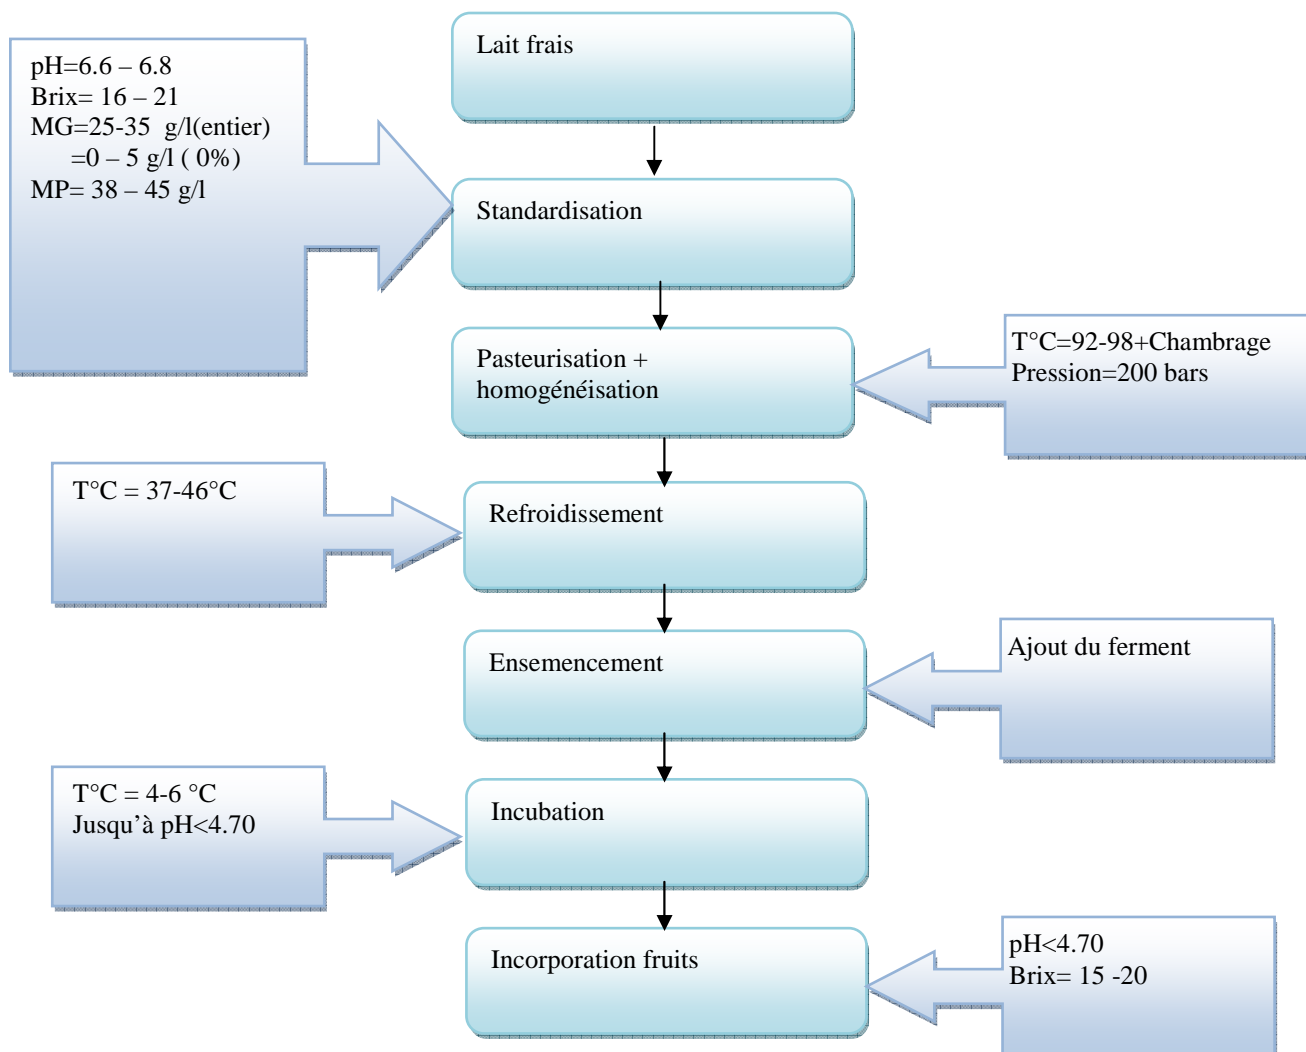 Lait frais
pH=6.6 – 6.8
Brix= 16 – 21
MG=25-35  g/l(entier)
=0 – 5 g/l ( 0%)
MP= 38 – 45 g/l
Standardisation
Pasteurisation +
homogénéisation
T°C=92-98+Chambrage
Pression=200 bars
T°C = 37-46°C
Refroidissement
Ensemencement
Ajout du ferment
T°C = 4-6 °C
Jusqu’à pH<4.70
Incubation
Incorporation fruits
pH<4.70
Brix= 15 -20